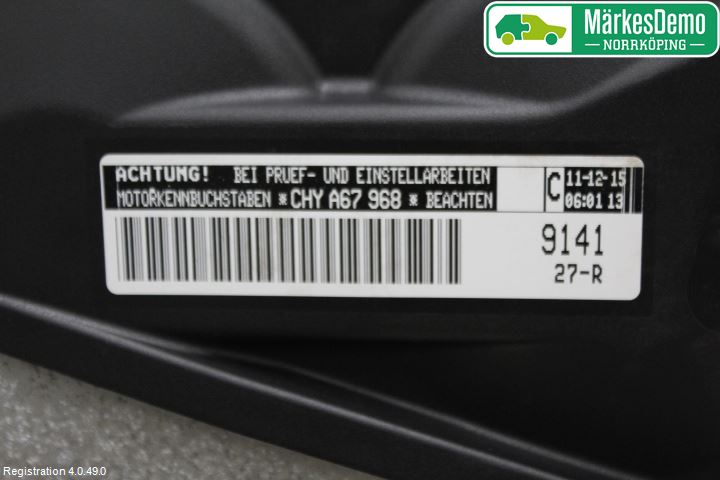 MärkesDemo
NORRKÖPING
ACHTUNG! BEI PRUEF- UND EINSTELLARBEITEN
MOTORKENNBUCHSTABEN *CHY A67 968* BEACHTEN
C 11-12-15
06:01 13
9141
27-R
Registration 4.0.49.0